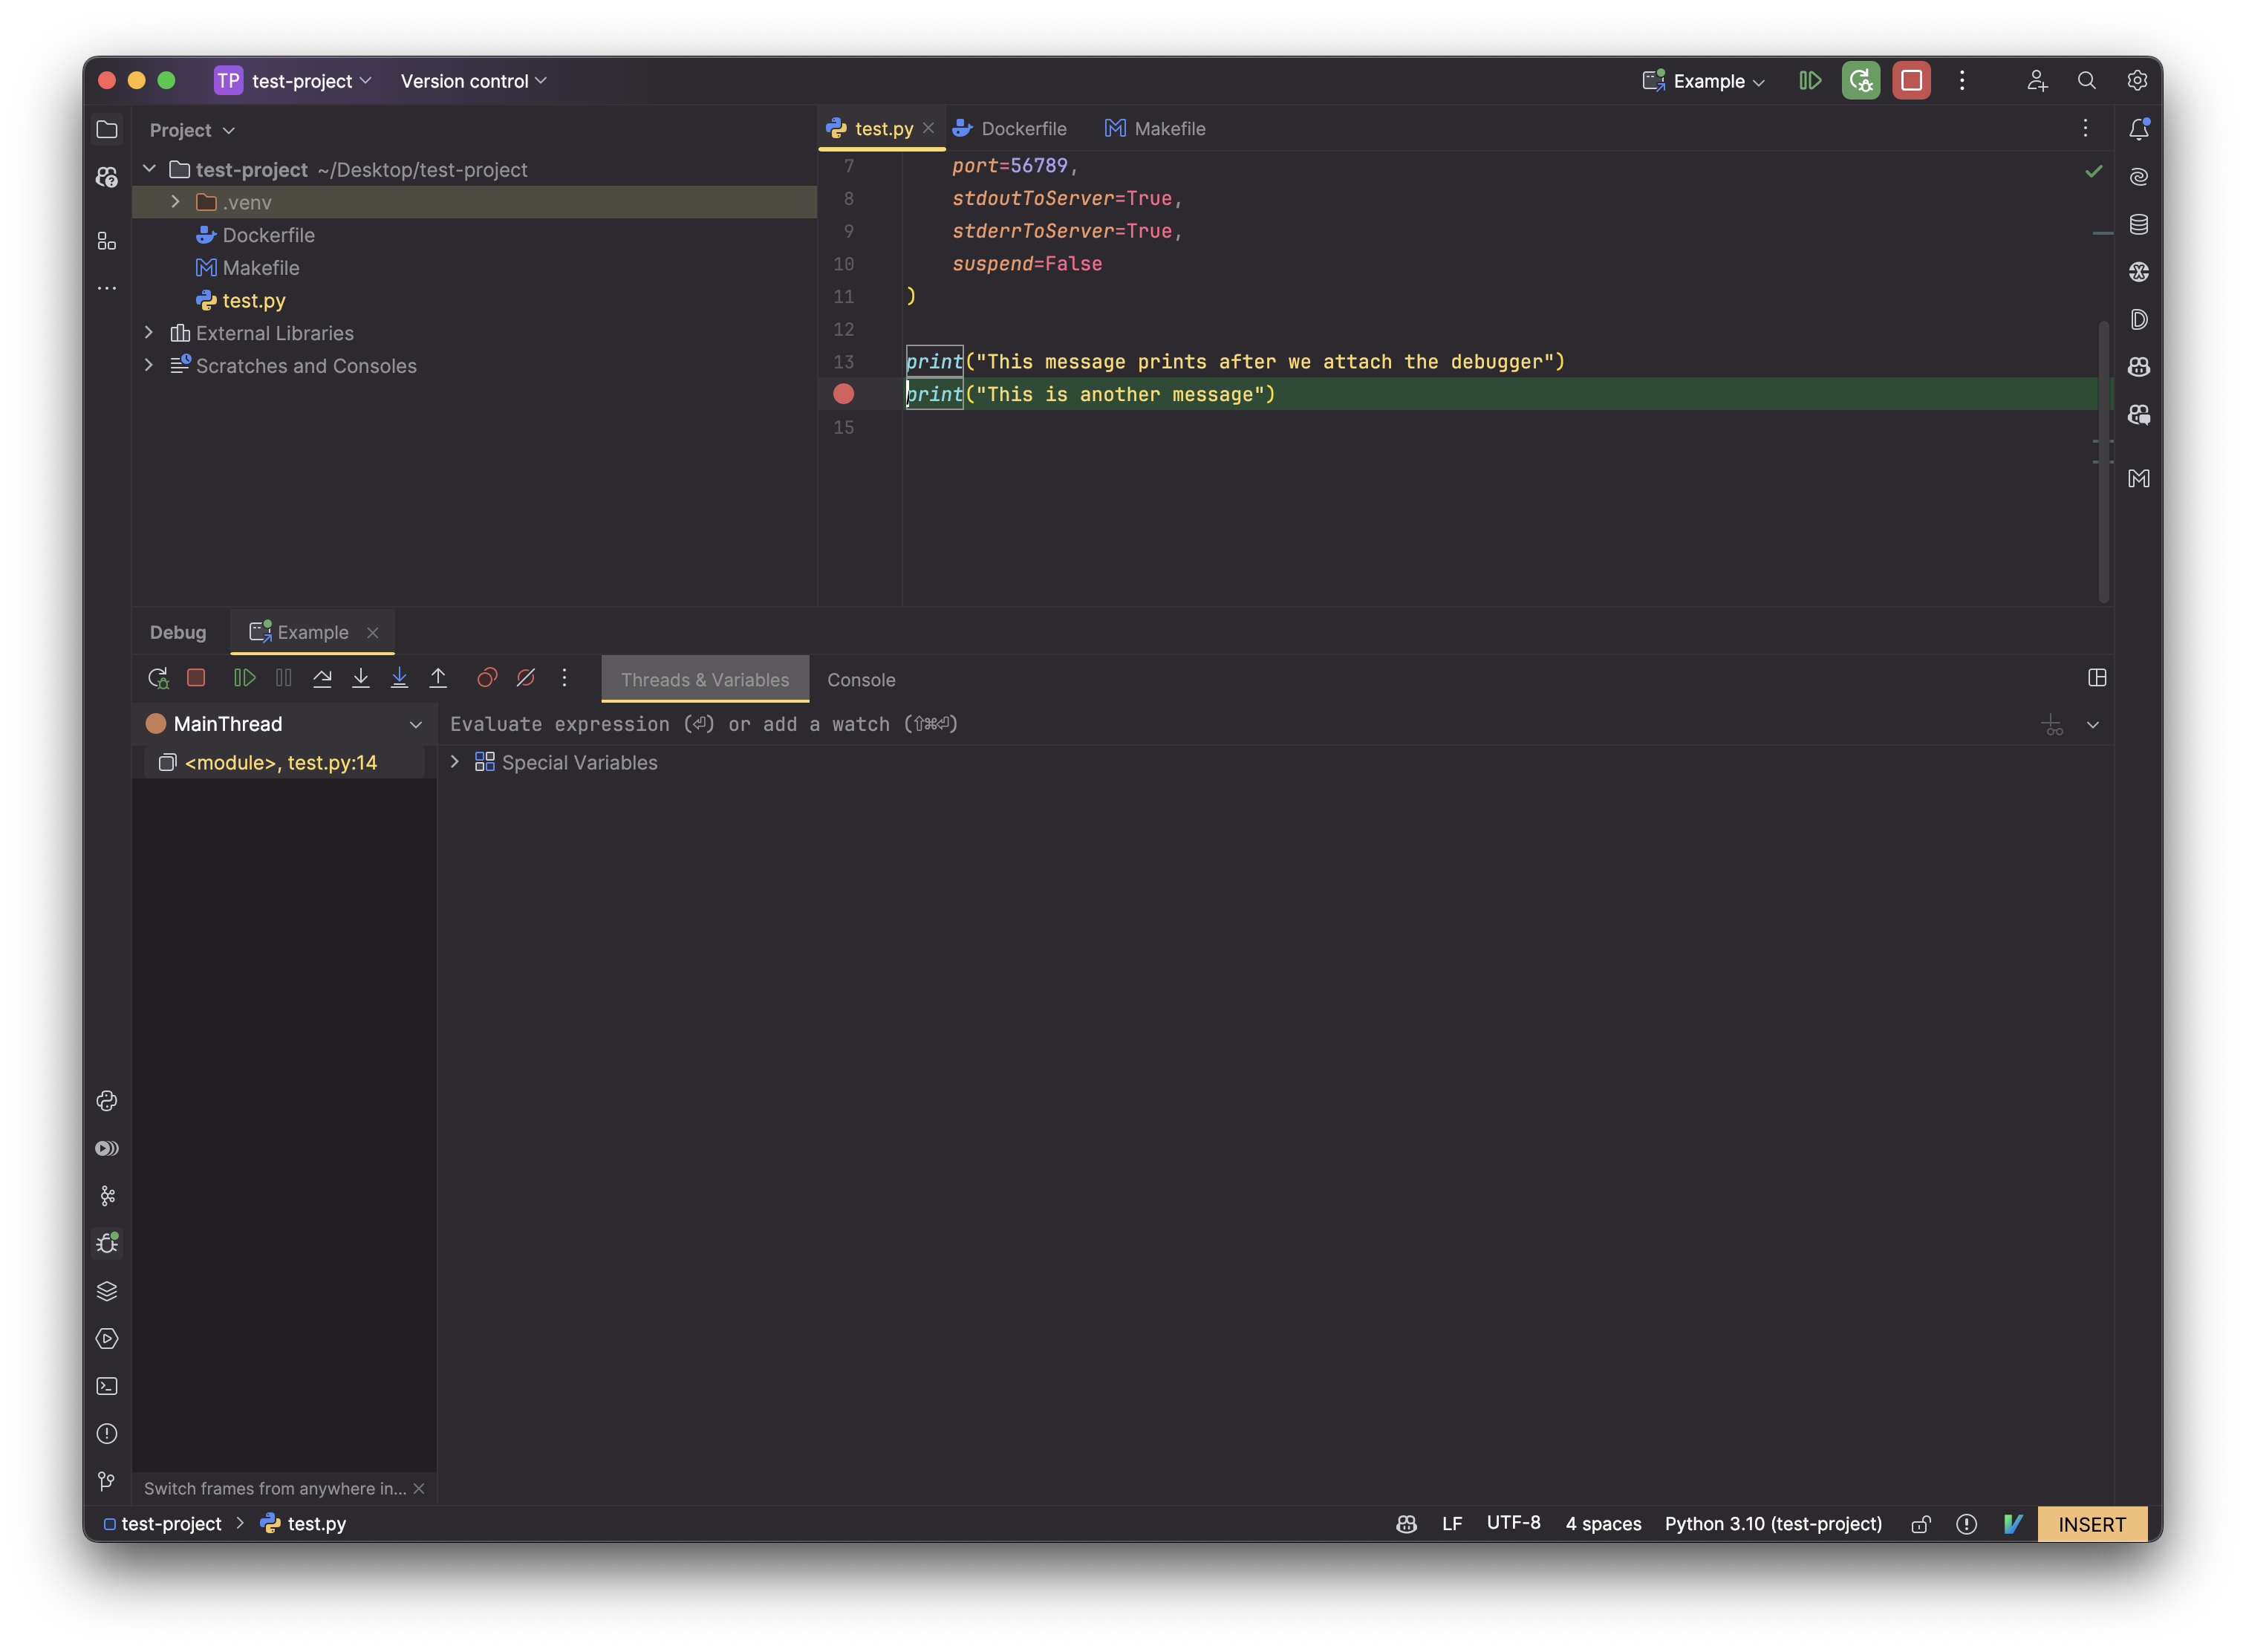 TP test-project Version control Example
Project
test-project ~/Desktop/test-project
.venv
Dockerfile
Makefile
test.py
External Libraries
Scratches and Consoles
test.py Dockerfile Makefile
7 port=56789,
8 stdoutToServer=True,
9 stderrToServer=True,
10 suspend=False
11 )
12
13 print("This message prints after we attach the debugger")
print("This is another message")
15
Debug Example
Threads & Variables Console
MainThread
Evaluate expression (⏎) or add a watch (⇧⌘⏎)
<module>, test.py:14
Special Variables
Switch frames from anywhere in...
test-project > test.py LF UTF-8 4 spaces Python 3.10 (test-project) INSERT